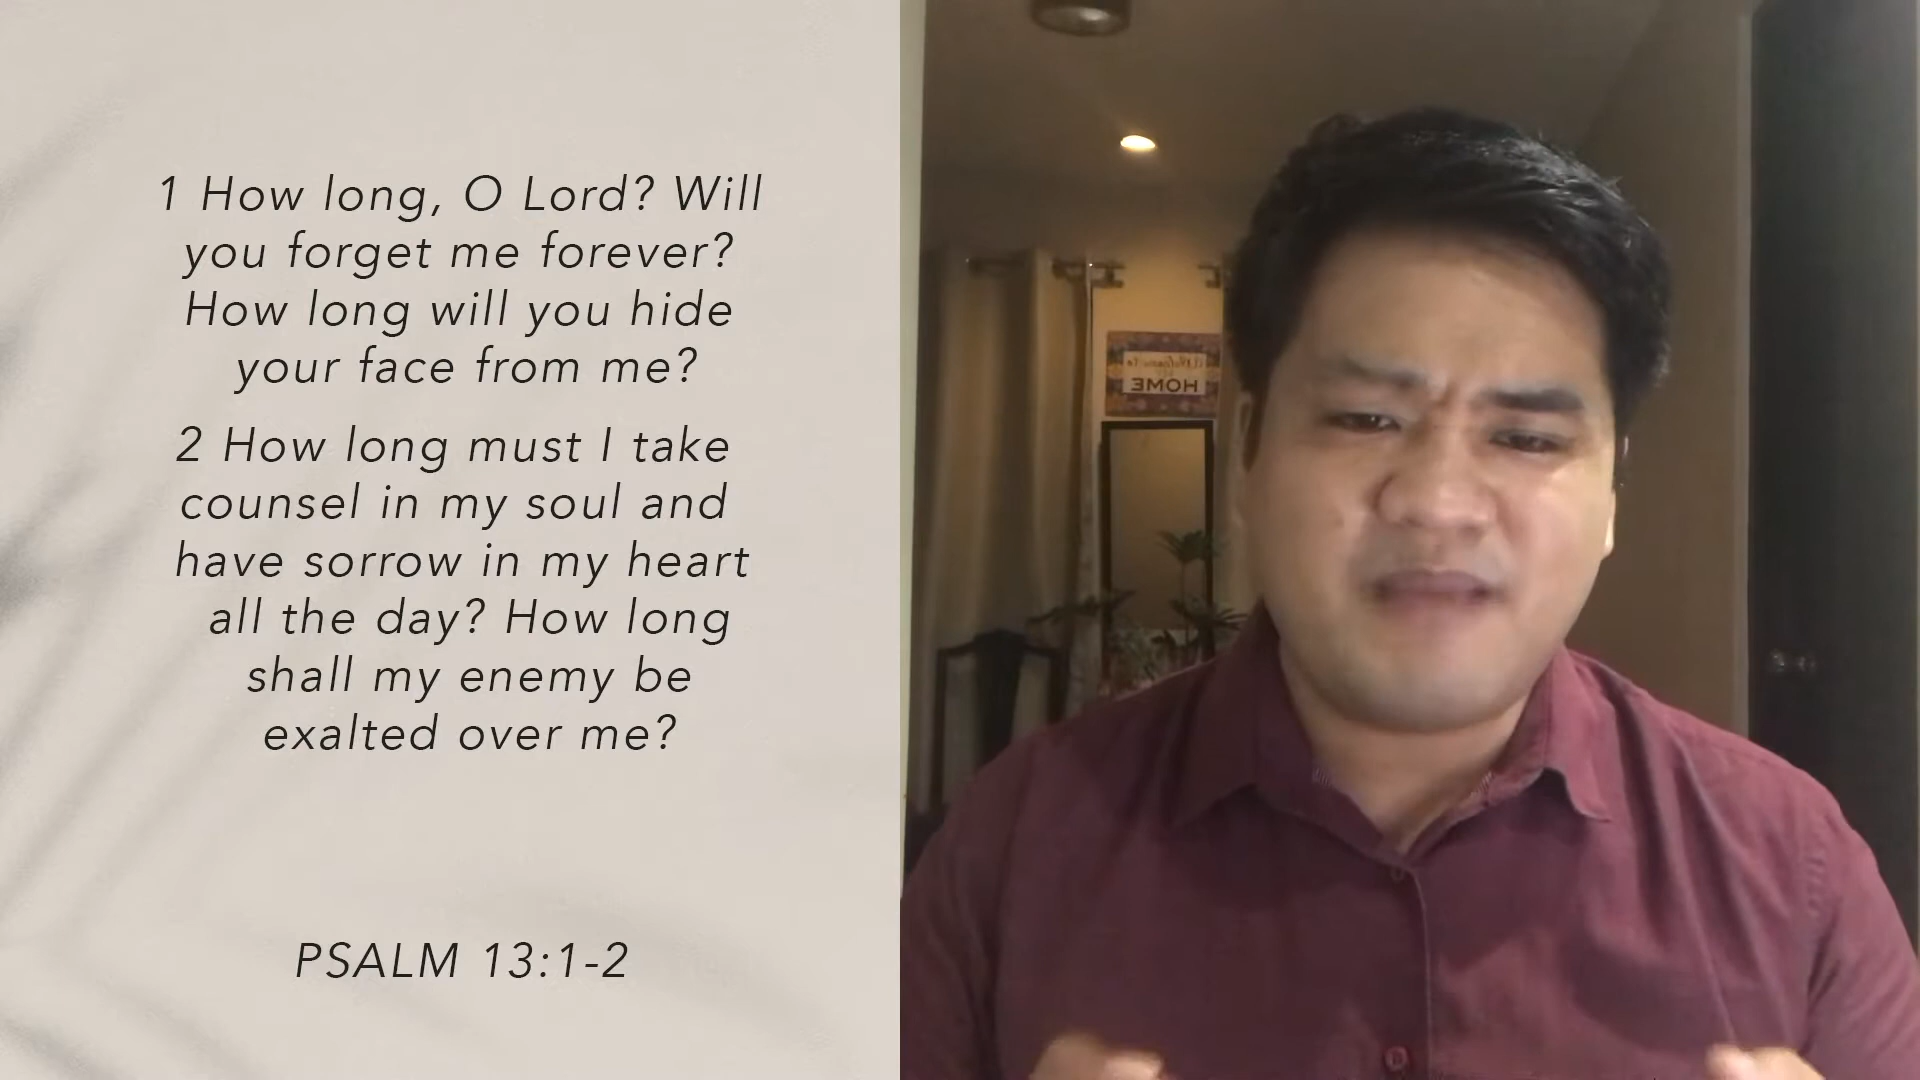 1 How long, O Lord? Will
you forget me forever?
How long will you hide
your face from me?
2 How long must I take
counsel in my soul and
have sorrow in my heart
all the day? How long
shall my enemy be
exalted over me?
PSALM 13:1-2
HOME